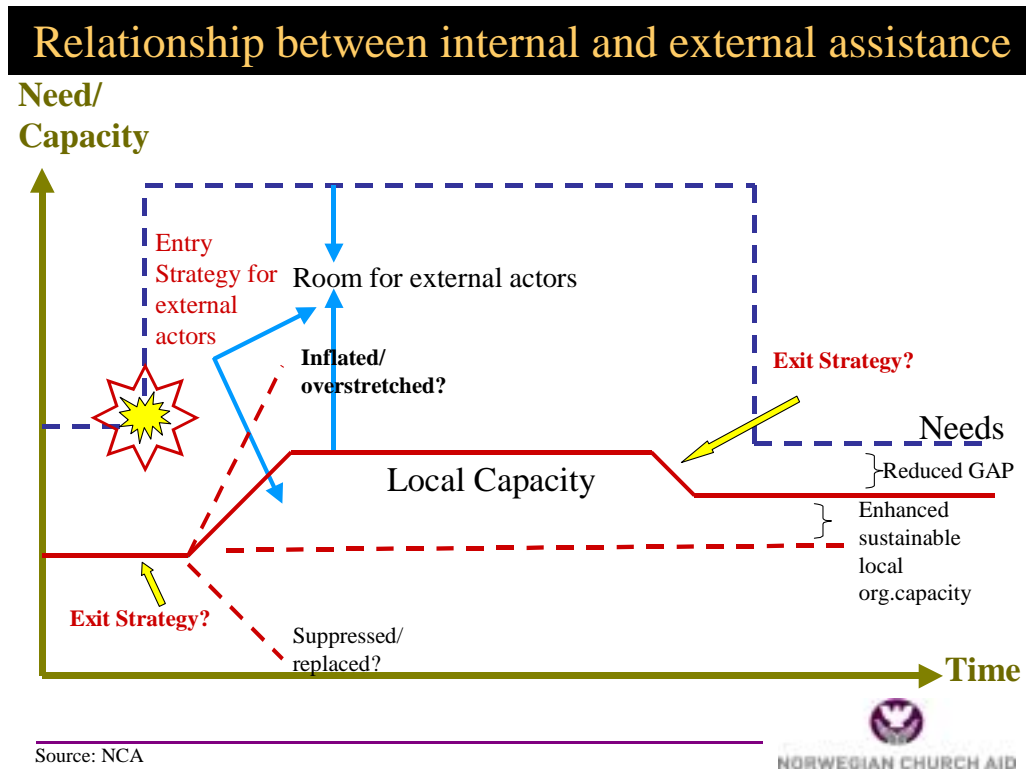 Relationship between internal and external assistance
Need/
Capacity
Entry
Strategy for
external
actors
Room for external actors
Inflated/
overstretched?
Exit Strategy?
Needs
Reduced GAP
Local Capacity
Enhanced
sustainable
local
org.capacity
Exit Strategy?
Suppressed/
replaced?
Time
Source: NCA
NORWEGIAN CHURCH AID